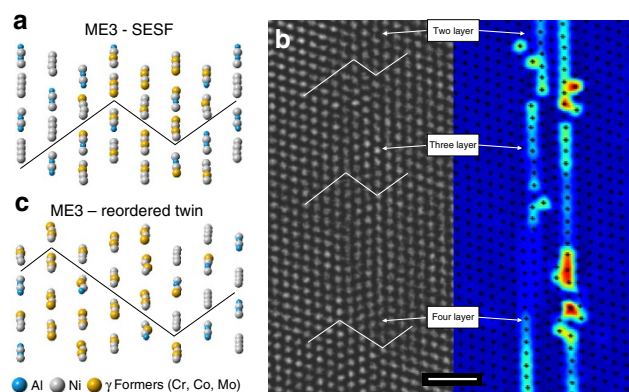 a
ME3 - SESF
c
ME3 – reordered twin
Al Ni γ Formers (Cr, Co, Mo)
b
Two layer
Three layer
Four layer